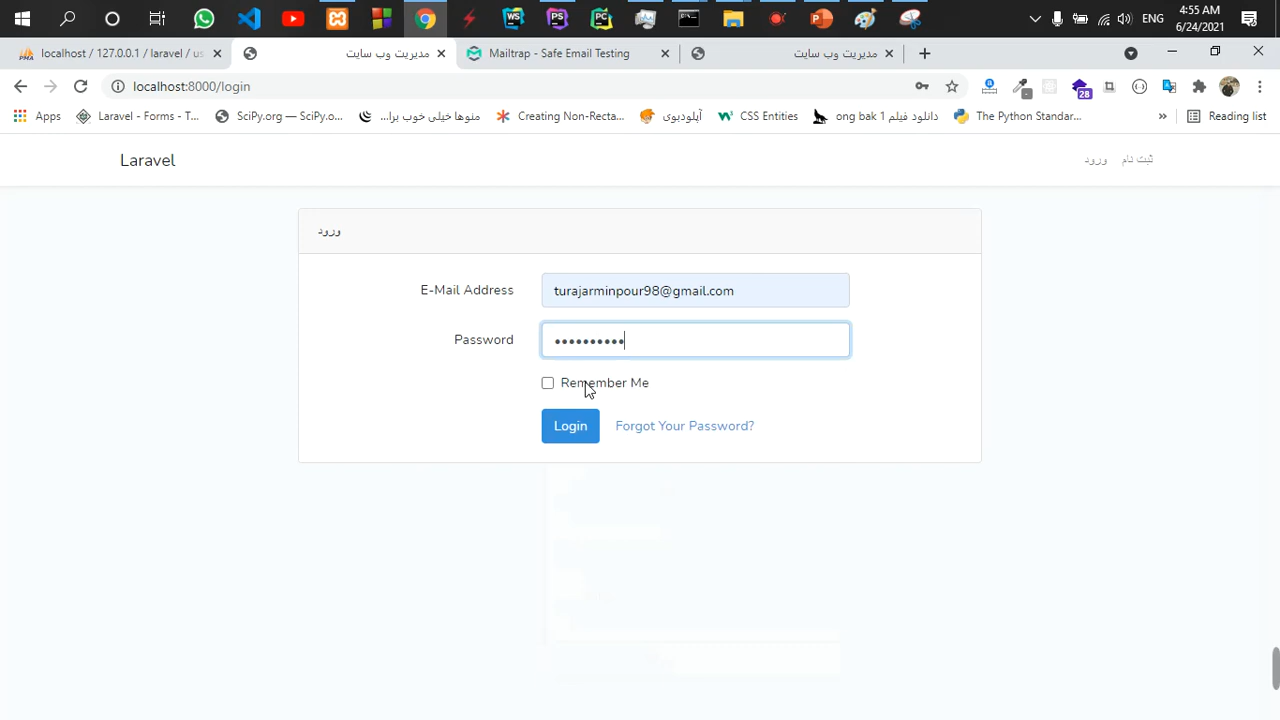 ENG
4:55 AM
6/24/2021
localhost / 127.0.0.1 / laravel / us
مدیریت وب سایت
Mailtrap - Safe Email Testing
مدیریت وب سایت
localhost:8000/login
28
Apps
Laravel - Forms - T...
SciPy.org — SciPy.o...
منوها خیلی خوب برا...
Creating Non-Recta...
آپلودبوی
CSS Entities
دانلود فیلم ong bak 1
The Python Standar...
»
Reading list
Laravel
ورود
ثبت نام
ورود
E-Mail Address
turajarminpour98@gmail.com
Password
Remember Me
Login
Forgot Your Password?